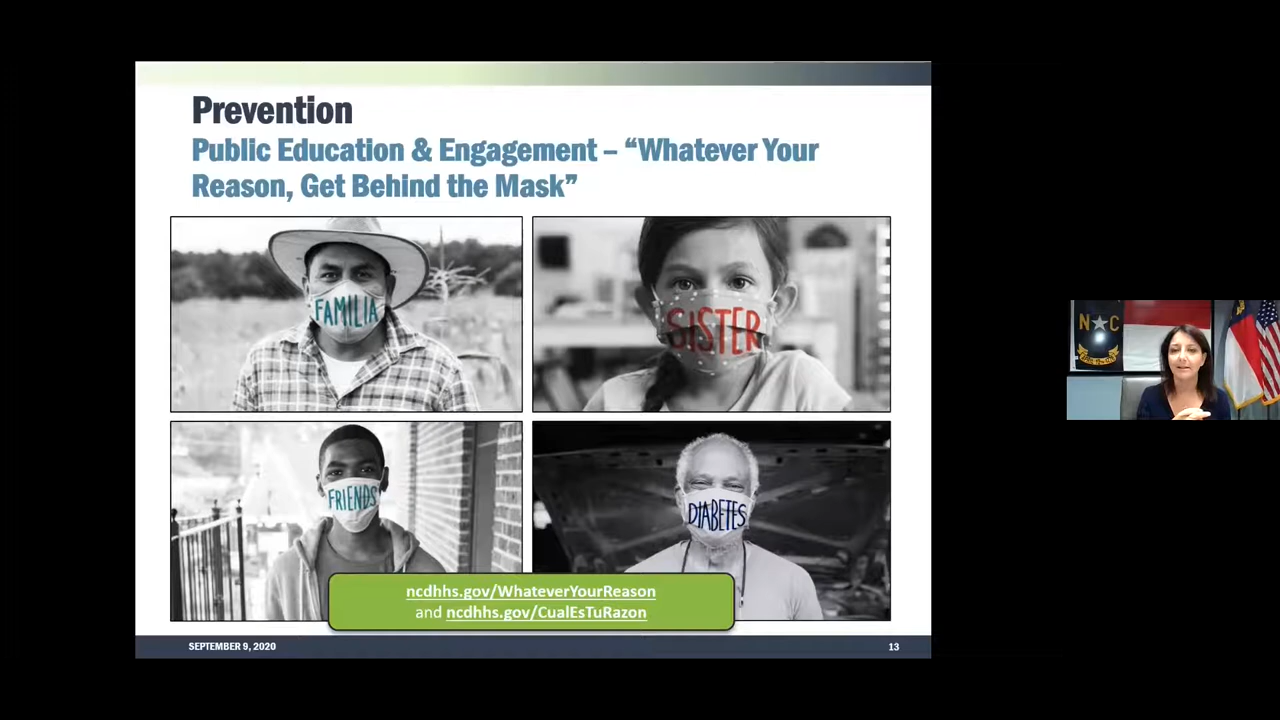 Prevention
Public Education & Engagement – “Whatever Your
Reason, Get Behind the Mask”
FAMILIA
SISTER
FRIENDS
DIABETES
ncdhhs.gov/WhateverYourReason
and ncdhhs.gov/CualEsTuRazon
SEPTEMBER 9, 2020
13
N C